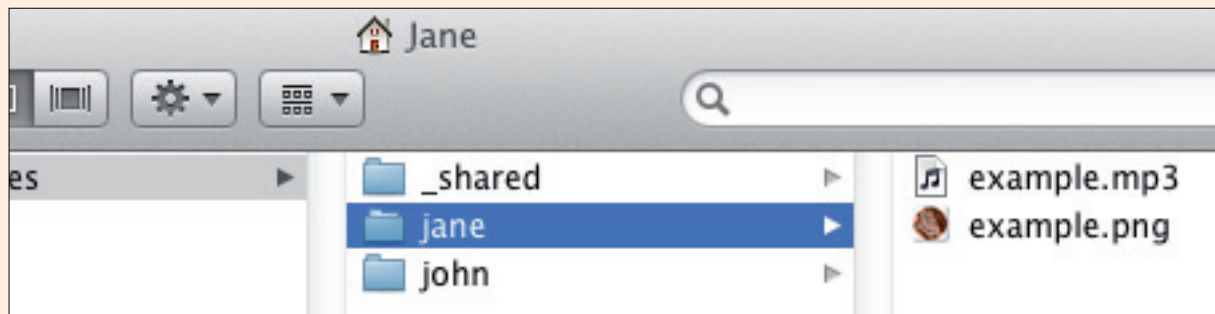 Jane
es
_shared
jane
john
example.mp3
example.png